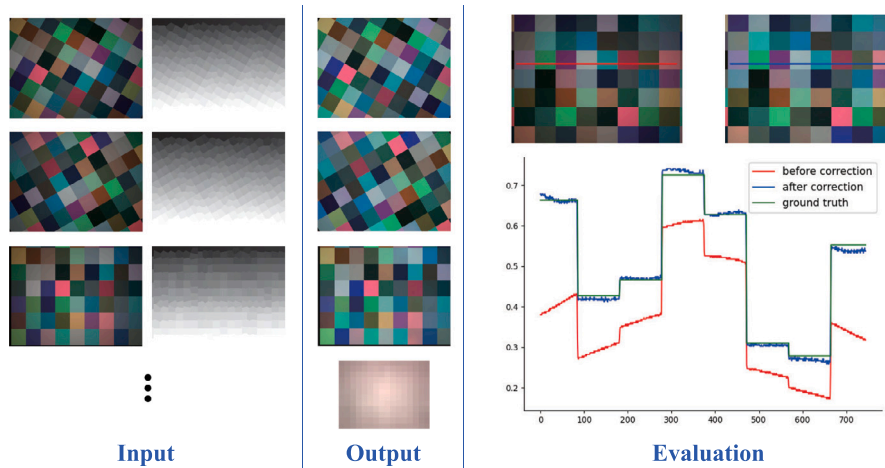 before correction
after correction
ground truth
0.7
0.6
0.5
0.4
0.3
0.2
0 100 200 300 400 500 600 700
Input
Output
Evaluation